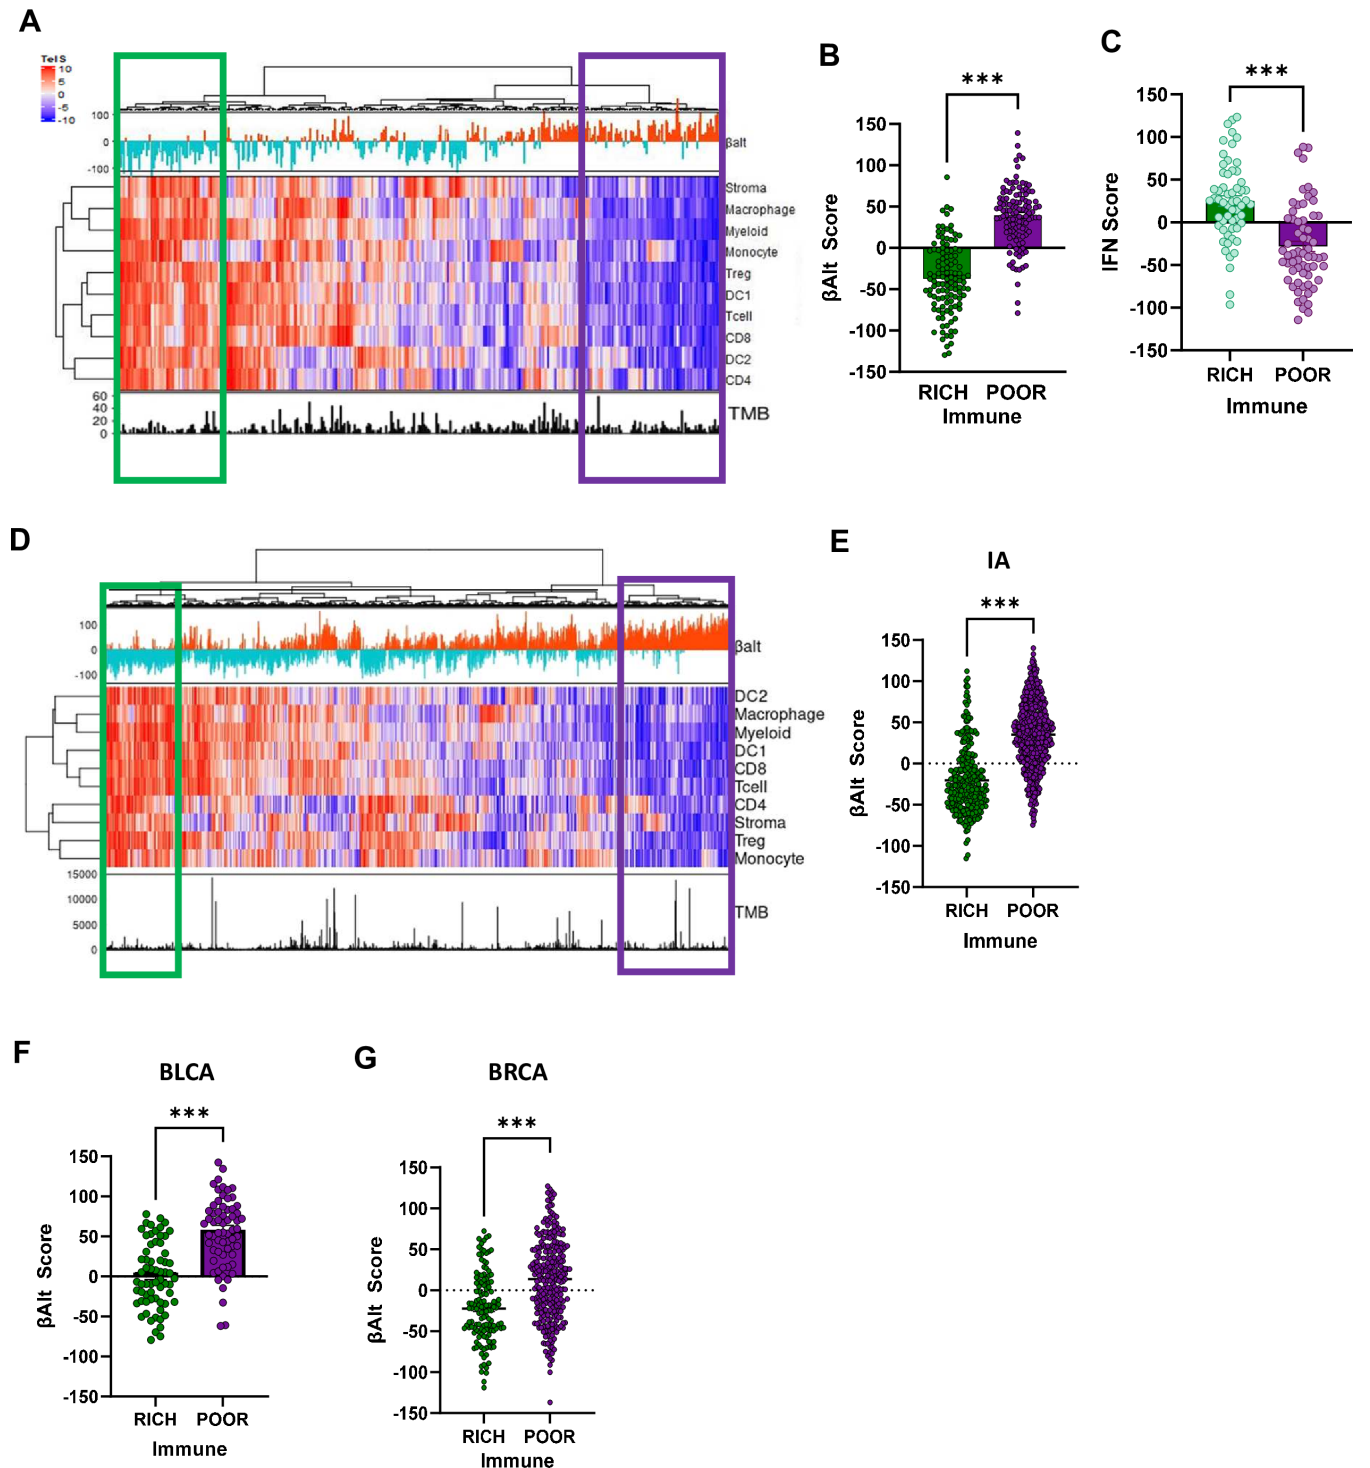 A
TelS
10
5
0
-5
-10
100
0
-100
βalt
Stroma
Macrophage
Myeloid
Monocyte
Treg
DC1
Tcell
CD8
DC2
CD4
60
40
20
0
TMB
B
***
150
100
50
0
-50
-100
-150
βAlt Score
RICH POOR
Immune
C
***
150
100
50
0
-50
-100
-150
IFN Score
RICH POOR
Immune
D
100
0
-100
βalt
DC2
Macrophage
Myeloid
DC1
CD8
Tcell
CD4
Stroma
Treg
Monocyte
15000
10000
5000
0
TMB
E
IA
***
150
100
50
0
-50
-100
-150
βAlt Score
RICH POOR
Immune
F
BLCA
***
150
100
50
0
-50
-100
-150
βAlt Score
RICH POOR
Immune
G
BRCA
***
150
100
50
0
-50
-100
-150
βAlt Score
RICH POOR
Immune